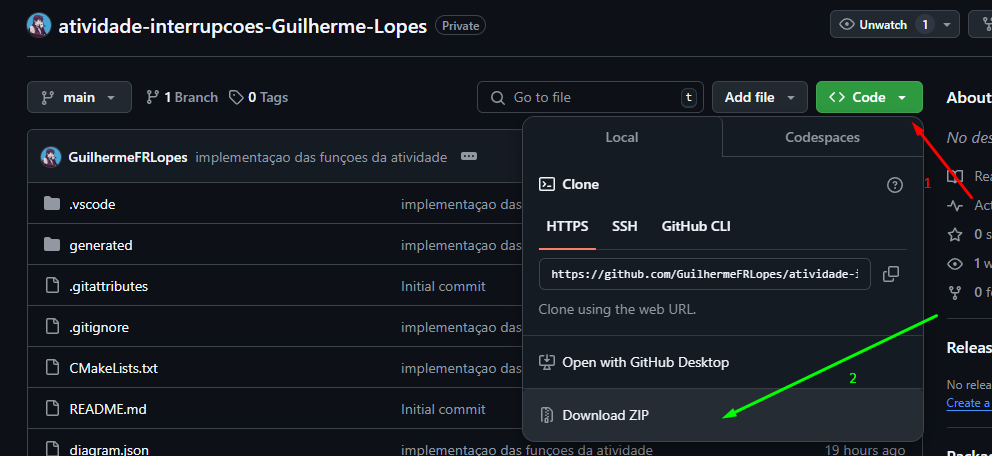 atividade-interrupcoes-Guilherme-Lopes Private Unwatch 1
main 1 Branch 0 Tags Go to file t Add file Code About
Local Codespaces No des
GuilhermeFRLopes implementaçao das funçoes da atividade
Clone Rea
1 Act
.vscode implementaçao das
HTTPS SSH GitHub CLI 0 s
generated implementaçao das
https://github.com/GuilhermeFRLopes/atividade-i 1 w
.gitattributes Initial commit 0 fo
Clone using the web URL.
.gitignore implementaçao das
Releas
CMakeLists.txt implementaçao das Open with GitHub Desktop
2 No relea
README.md Initial commit Download ZIP Create a
diagram.json implementaçao das funçoes da atividade 19 hours ago